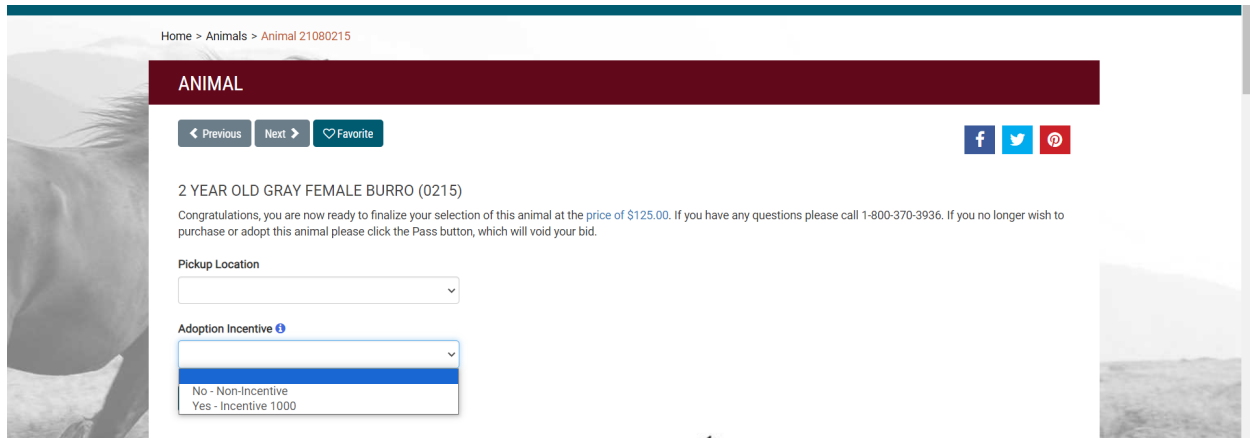 Home > Animals > Animal 21080215
ANIMAL
Previous Next Favorite
2 YEAR OLD GRAY FEMALE BURRO (0215)
Congratulations, you are now ready to finalize your selection of this animal at the price of $125.00. If you have any questions please call 1-800-370-3936. If you no longer wish to
purchase or adopt this animal please click the Pass button, which will void your bid.
Pickup Location
Adoption Incentive
No - Non-Incentive
Yes - Incentive 1000